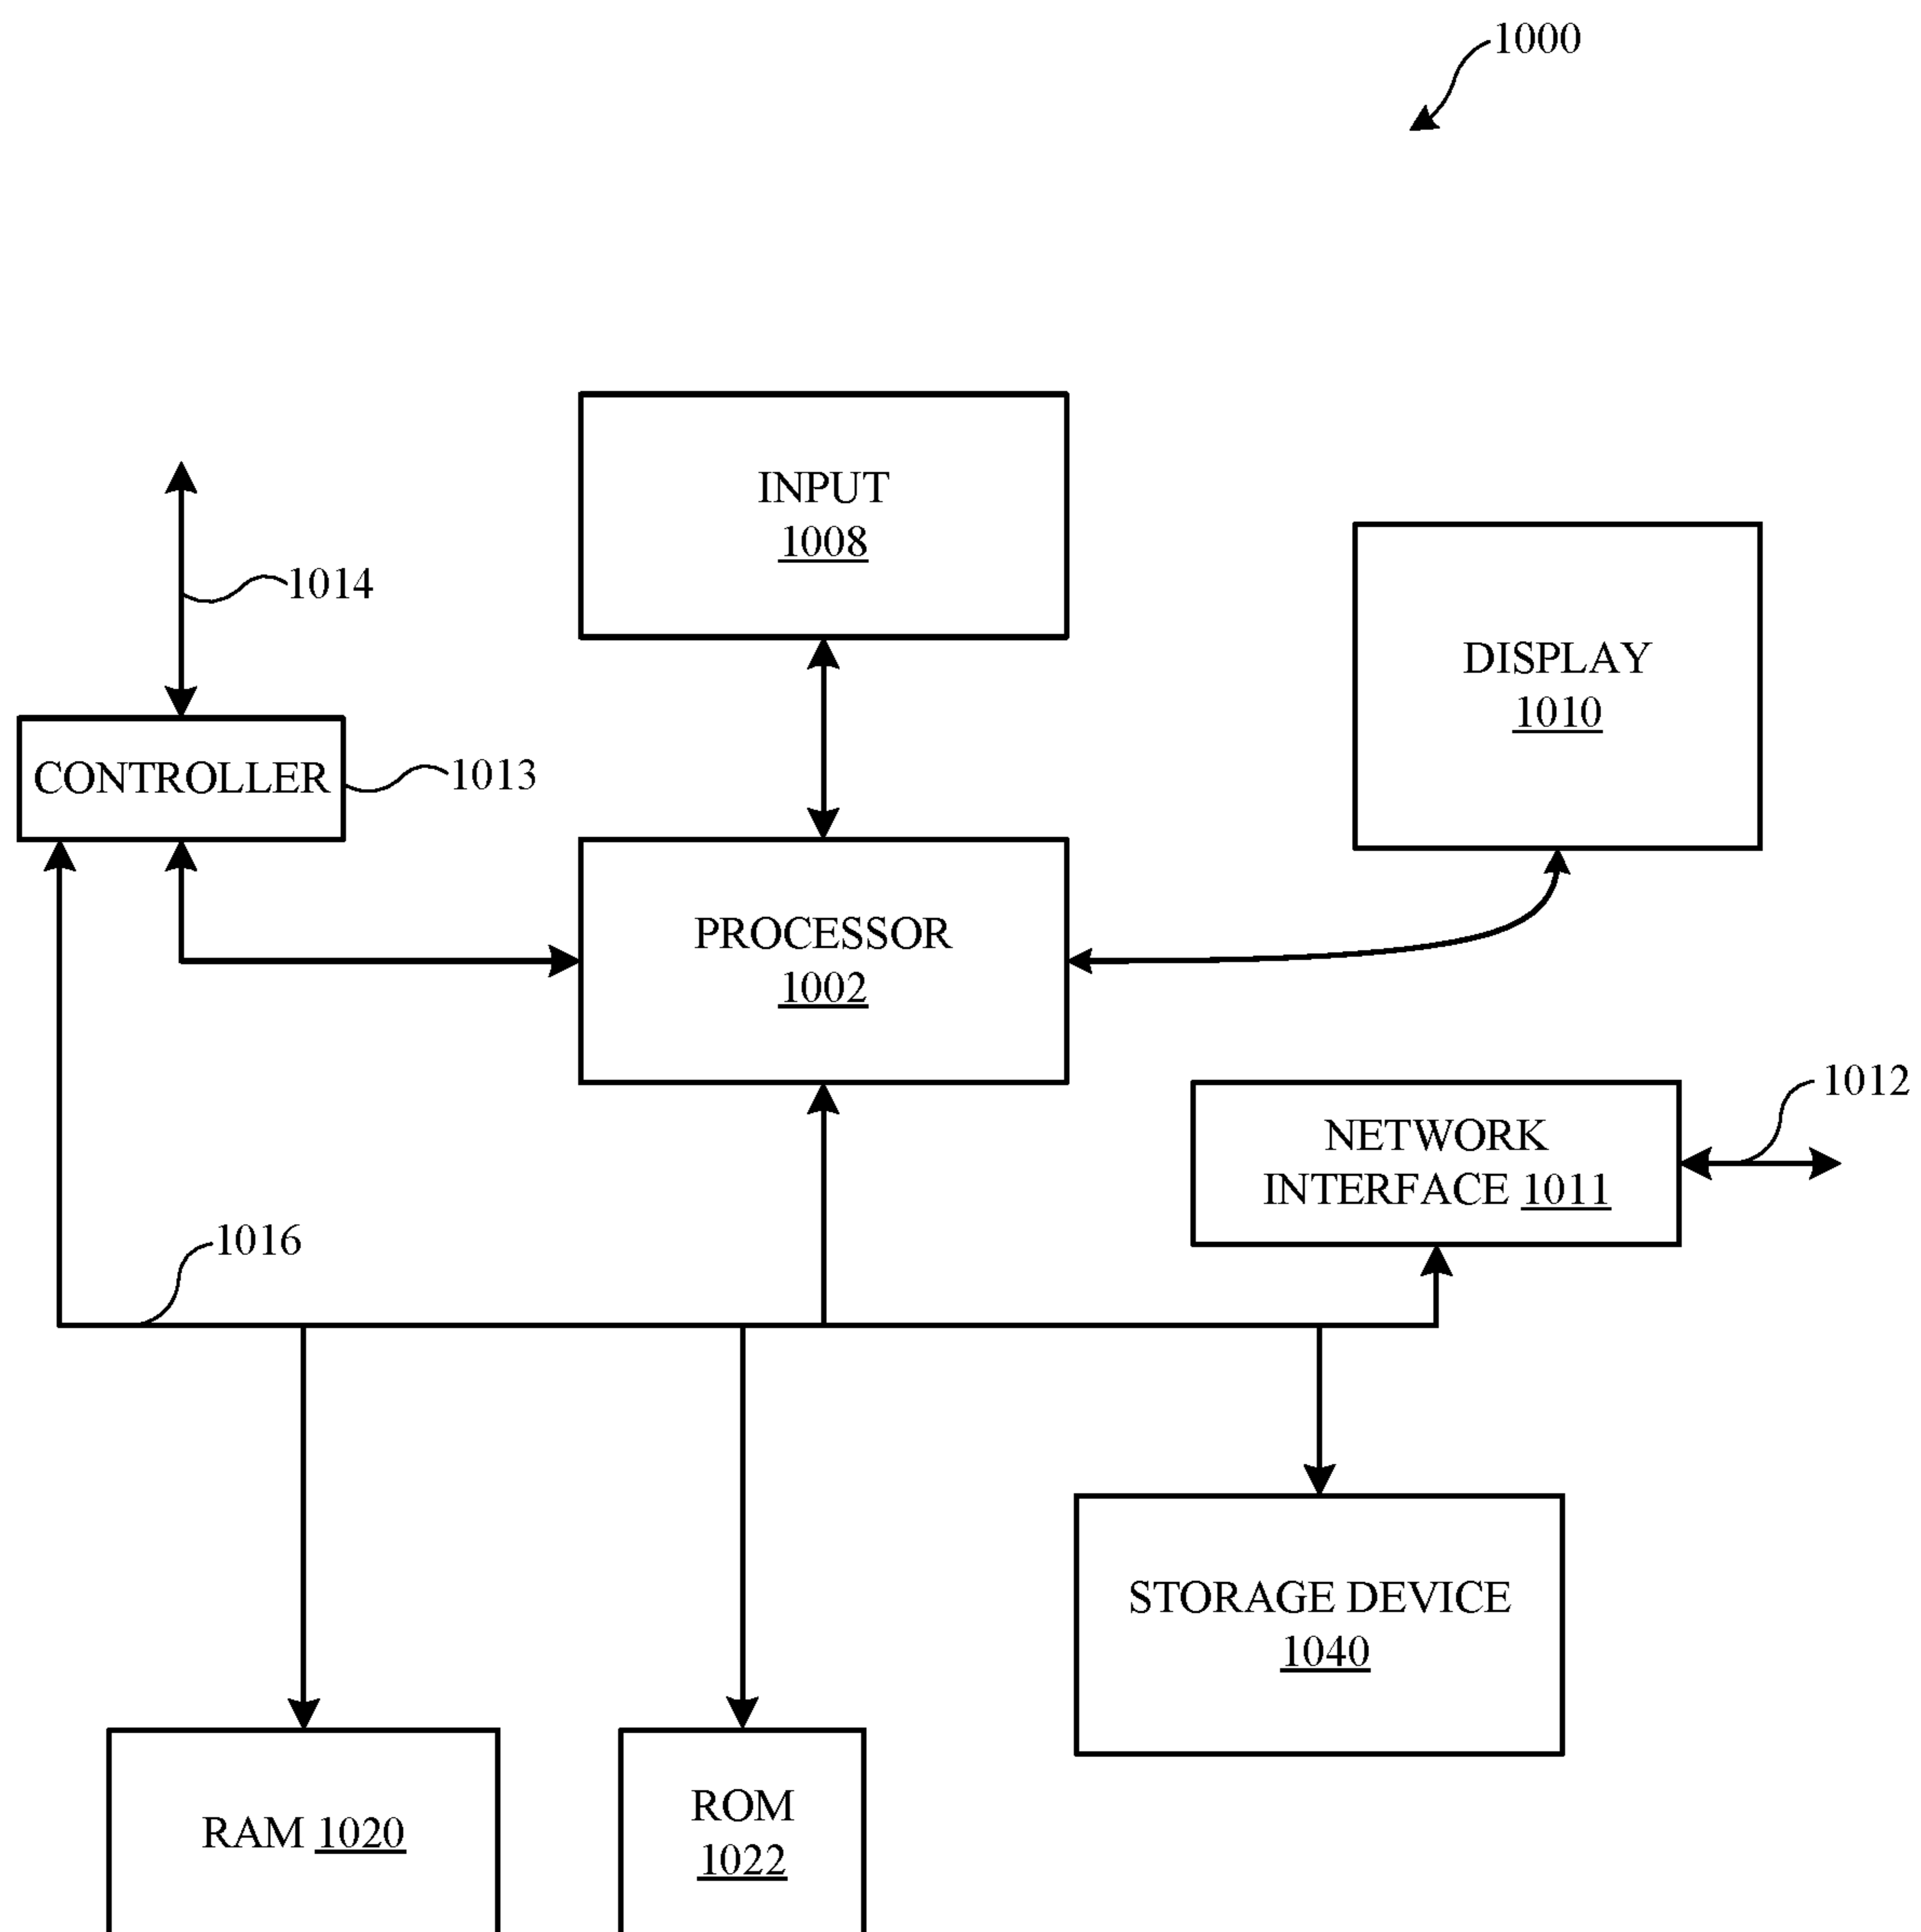 1000
INPUT
1008
1014
DISPLAY
1010
CONTROLLER
1013
PROCESSOR
1002
1012
NETWORK
INTERFACE 1011
1016
STORAGE DEVICE
1040
RAM 1020
ROM
1022